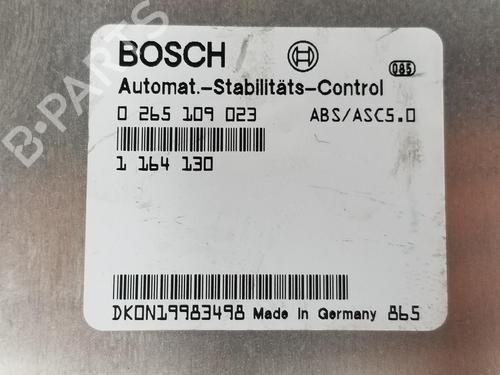 BOSCH
085
Automat.-Stabilitäts-Control
0 265 109 023 ABS/ASC5.0
1 164 130
DKON19983498 Made in Germany 865
B-PARTS